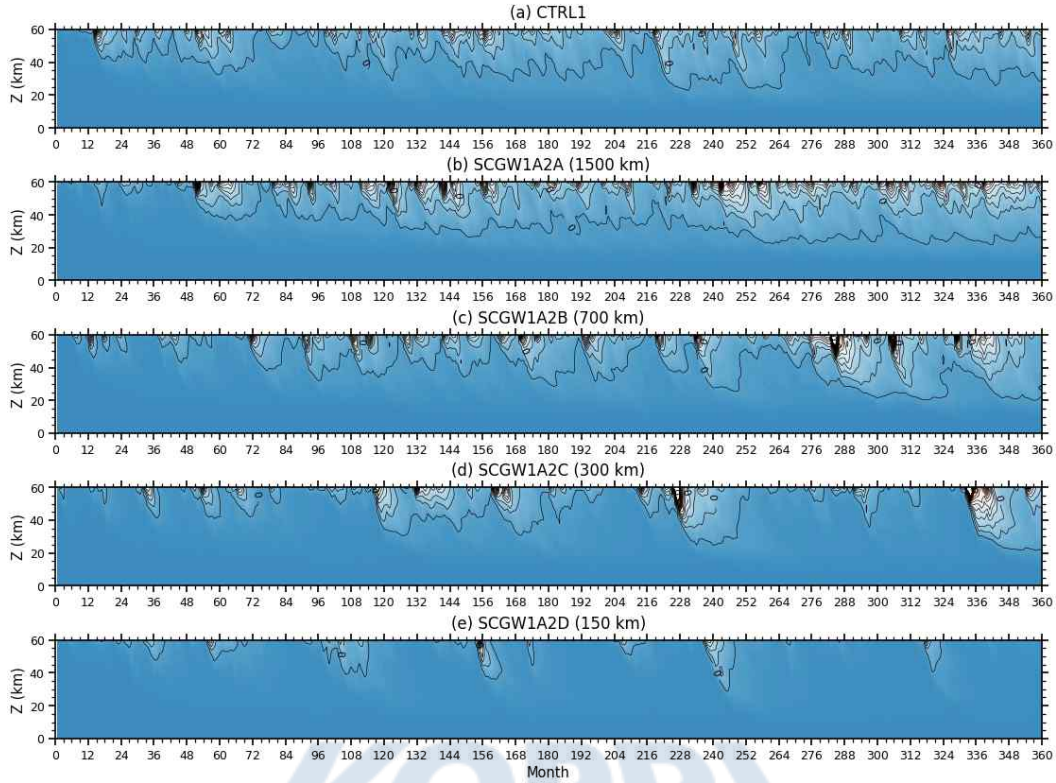 (a) CTRL1
Z (km)
60
40
20
0
0 12 24 36 48 60 72 84 96 108 120 132 144 156 168 180 192 204 216 228 240 252 264 276 288 300 312 324 336 348 360
(b) SCGW1A2A (1500 km)
Z (km)
60
40
20
0
0 12 24 36 48 60 72 84 96 108 120 132 144 156 168 180 192 204 216 228 240 252 264 276 288 300 312 324 336 348 360
(c) SCGW1A2B (700 km)
Z (km)
60
40
20
0
0 12 24 36 48 60 72 84 96 108 120 132 144 156 168 180 192 204 216 228 240 252 264 276 288 300 312 324 336 348 360
(d) SCGW1A2C (300 km)
Z (km)
60
40
20
0
0 12 24 36 48 60 72 84 96 108 120 132 144 156 168 180 192 204 216 228 240 252 264 276 288 300 312 324 336 348 360
(e) SCGW1A2D (150 km)
Z (km)
60
40
20
0
0 12 24 36 48 60 72 84 96 108 120 132 144 156 168 180 192 204 216 228 240 252 264 276 288 300 312 324 336 348 360
Month